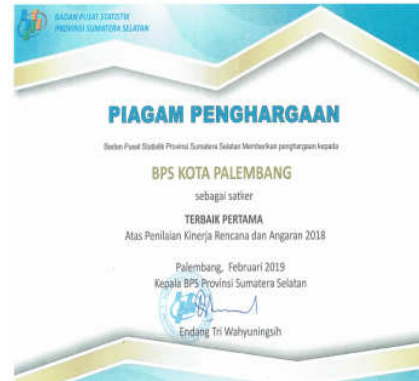 BADAN PUSAT STATISTIK
PROVINSI SUMATERA SELATAN
PIAGAM PENGHARGAAN
Badan Pusat Statistik Provinsi Sumatera Selatan Memberikan penghargaan kepada
BPS KOTA PALEMBANG
sebagai satker
TERBAIK PERTAMA
Atas Penilaian Kinerja Rencana dan Angaran 2018
Palembang, Februari 2019
Kepala BPS Provinsi Sumatera Selatan
Endang Tri Wahyuningsih